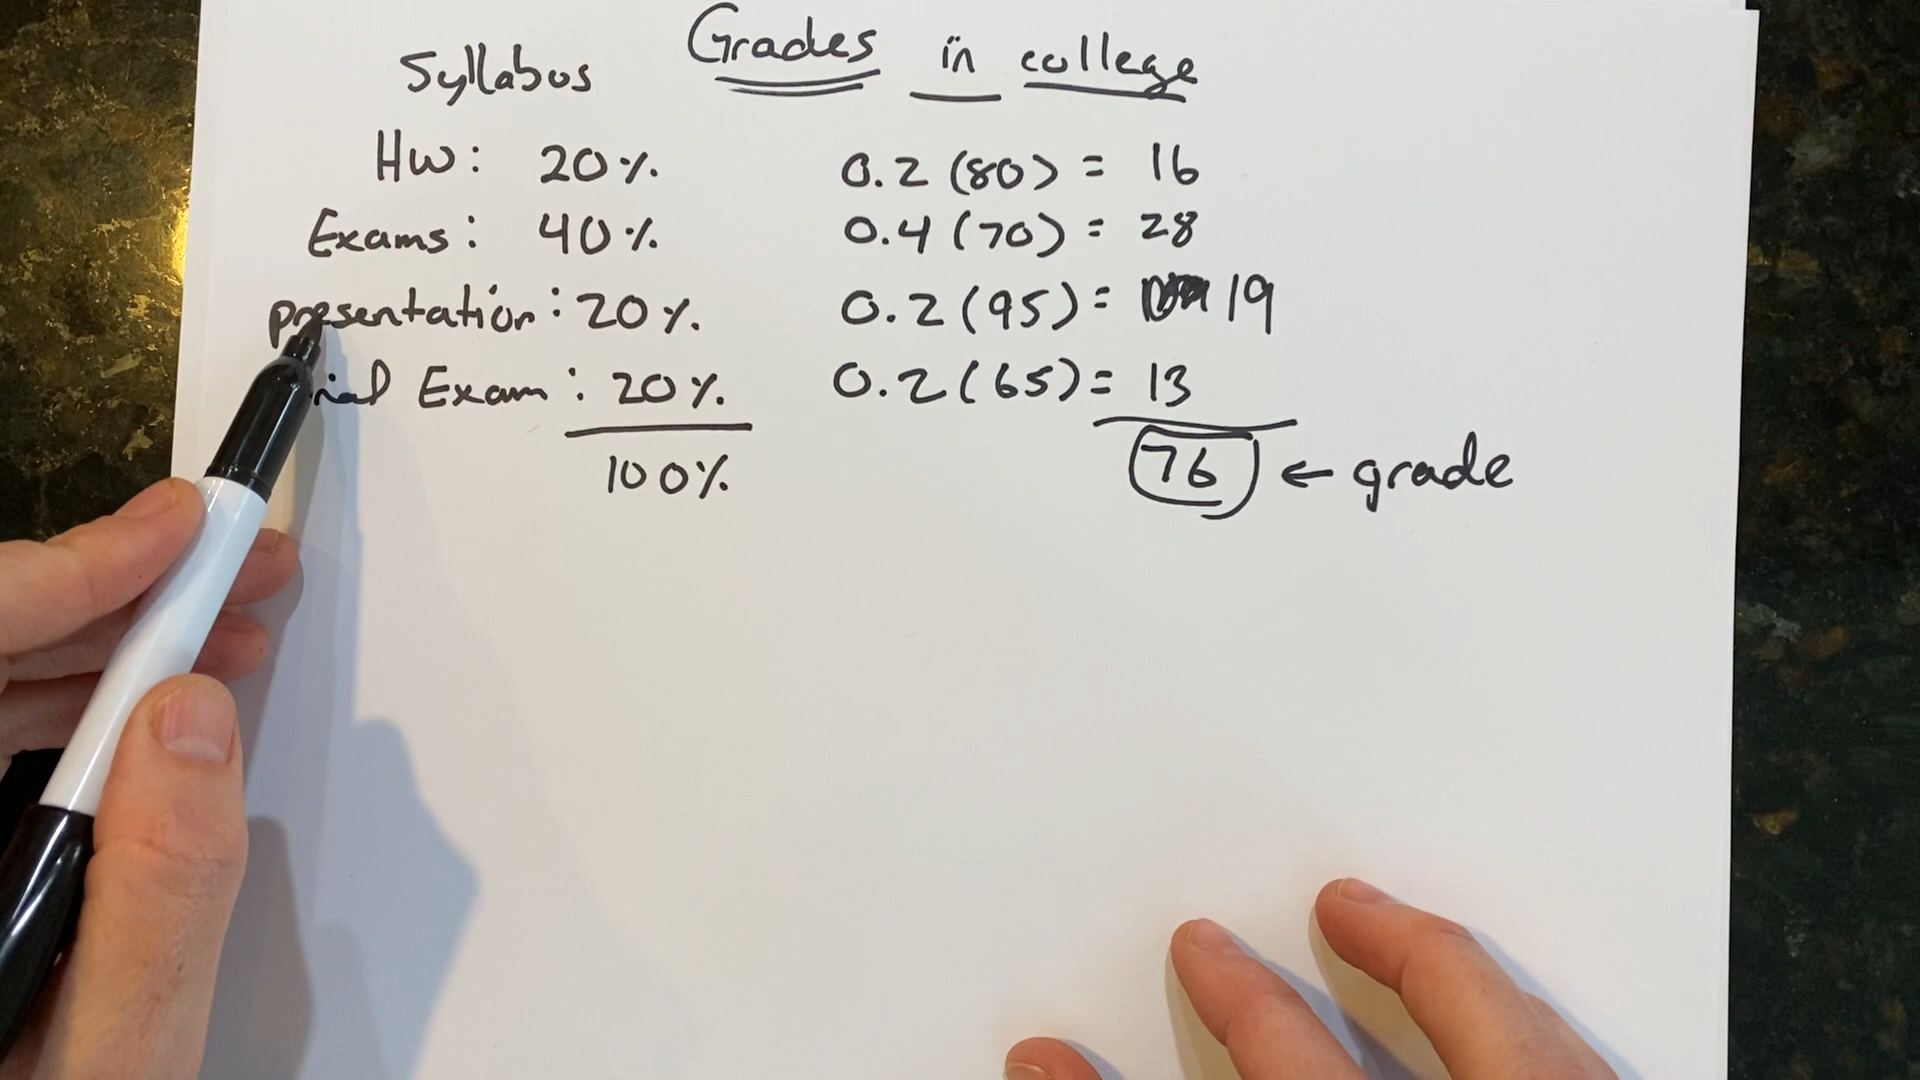 Grades in college
Syllabus
HW: 20% 0.2 (80) = 16
Exams: 40% 0.4 (70) = 28
presentation: 20% 0.2 (95) = 19
Exam: 20% 0.2 (65) = 13
100% 76 ← grade